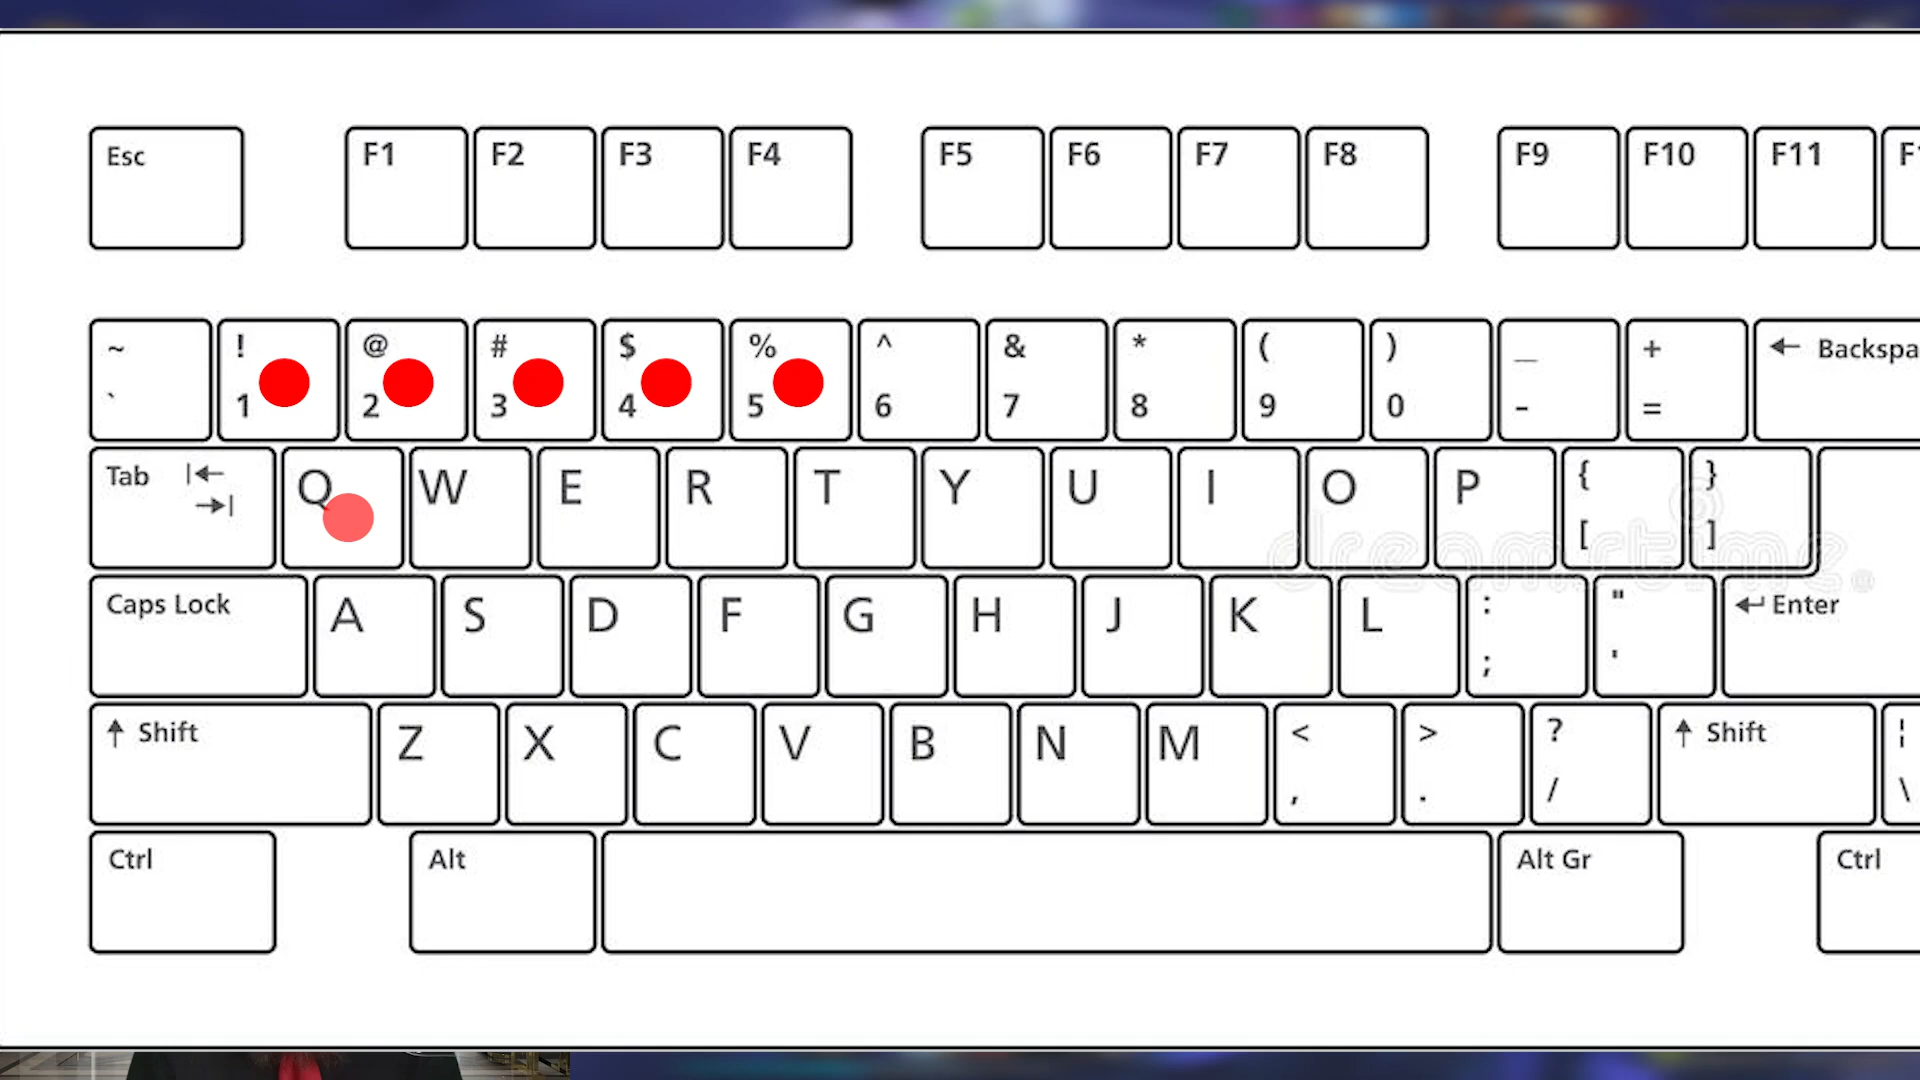 Esc F1 F2 F3 F4 F5 F6 F7 F8 F9 F10 F11
~ ! @ # $ % ^ & * ( ) _ + ← Backspa
` 1 2 3 4 5 6 7 8 9 0 - =
Tab |← →| Q W E R T Y U I O P { }
[ ]
dreamstime®
Caps Lock A S D F G H J K L : " ↵ Enter
; '
↑ Shift Z X C V B N M < > ? ↑ Shift ¦
, . / \
Ctrl Alt Alt Gr Ctrl